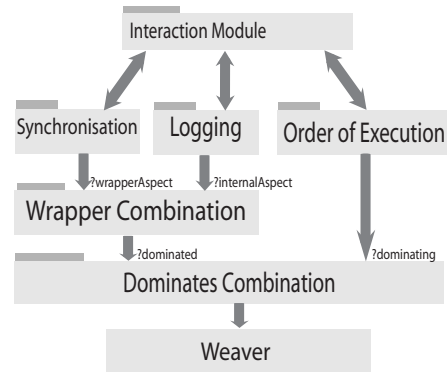 Interaction Module
Synchronisation
Logging
Order of Execution
?wrapperAspect
?internalAspect
Wrapper Combination
?dominated
?dominating
Dominates Combination
Weaver